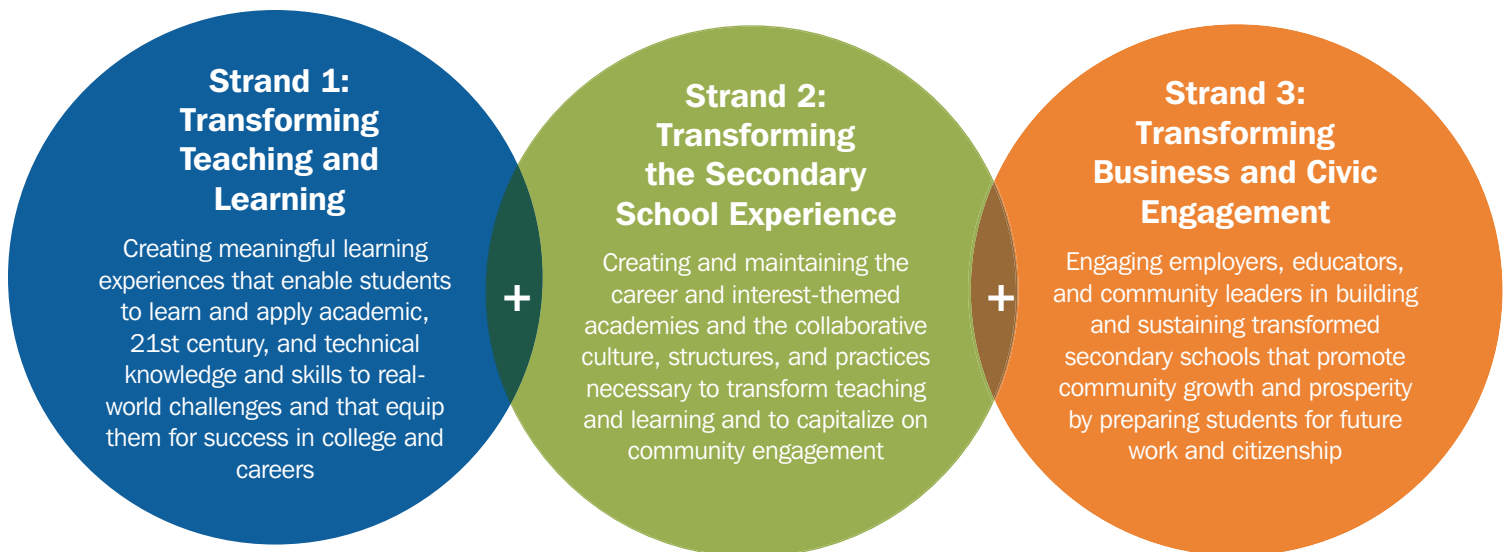 Strand 1:
Transforming
Teaching and
Learning
Creating meaningful learning
experiences that enable students
to learn and apply academic,
21st century, and technical
knowledge and skills to real-
world challenges and that equip
them for success in college and
careers
+
Strand 2:
Transforming
the Secondary
School Experience
Creating and maintaining the
career and interest-themed
academies and the collaborative
culture, structures, and practices
necessary to transform teaching
and learning and to capitalize on
community engagement
+
Strand 3:
Transforming
Business and Civic
Engagement
Engaging employers, educators,
and community leaders in building
and sustaining transformed
secondary schools that promote
community growth and prosperity
by preparing students for future
work and citizenship